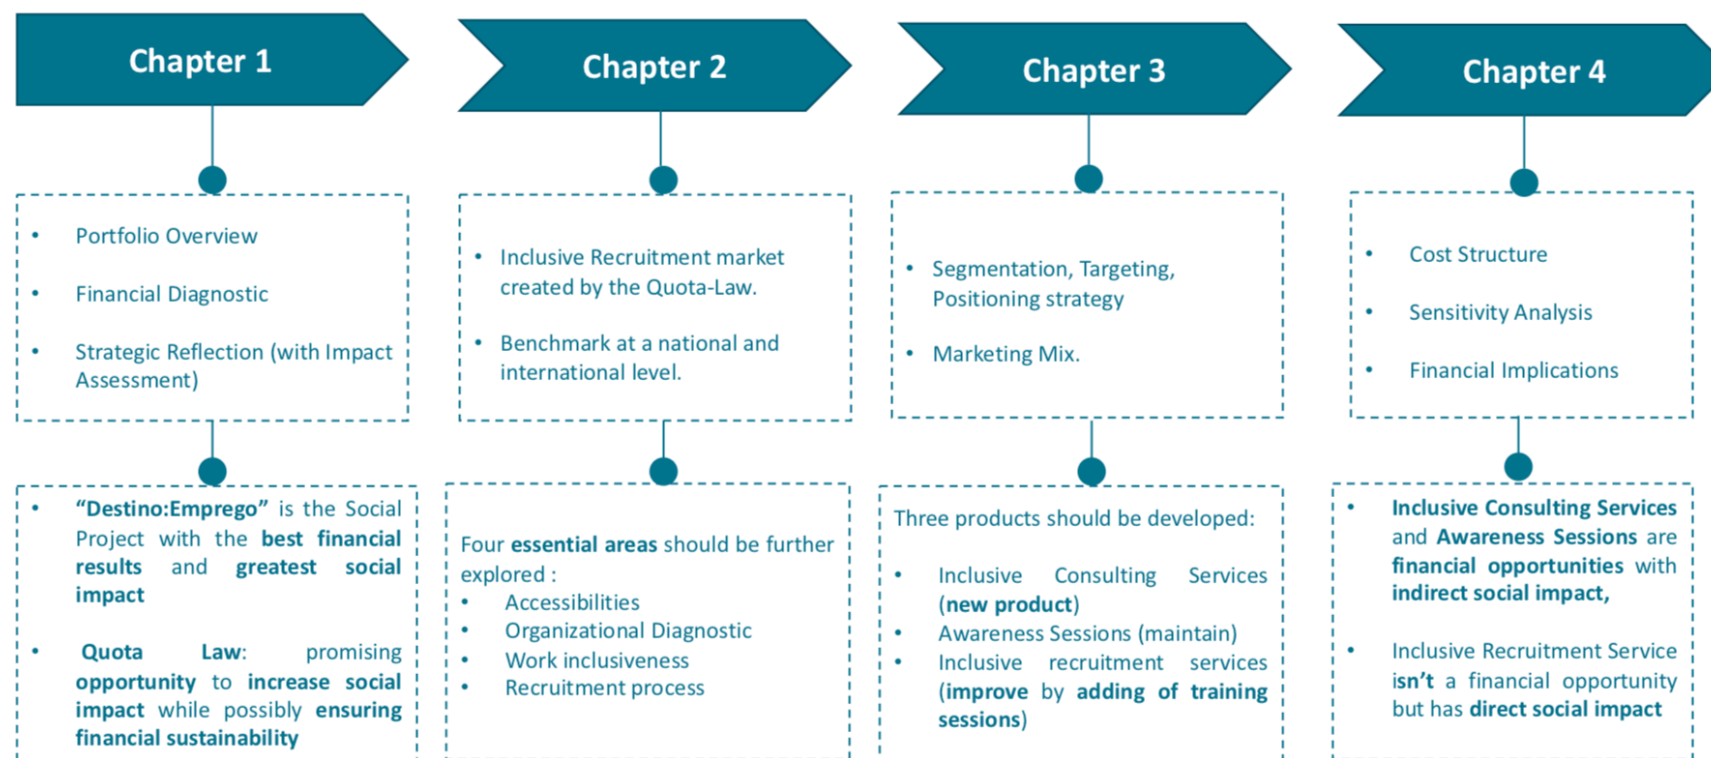 Chapter 1
• Portfolio Overview
• Financial Diagnostic
• Strategic Reflection (with Impact
Assessment)
• “Destino:Emprego” is the Social
Project with the best financial
results and greatest social
impact
• Quota Law: promising
opportunity to increase social
impact while possibly ensuring
financial sustainability
Chapter 2
• Inclusive Recruitment market
created by the Quota-Law.
• Benchmark at a national and
international level.
Four essential areas should be further
explored :
• Accessibilities
• Organizational Diagnostic
• Work inclusiveness
• Recruitment process
Chapter 3
• Segmentation, Targeting,
Positioning strategy
• Marketing Mix.
Three products should be developed:
• Inclusive Consulting Services
(new product)
• Awareness Sessions (maintain)
• Inclusive recruitment services
(improve by adding of training
sessions)
Chapter 4
• Cost Structure
• Sensitivity Analysis
• Financial Implications
• Inclusive Consulting Services
and Awareness Sessions are
financial opportunities with
indirect social impact,
• Inclusive Recruitment Service
isn’t a financial opportunity
but has direct social impact